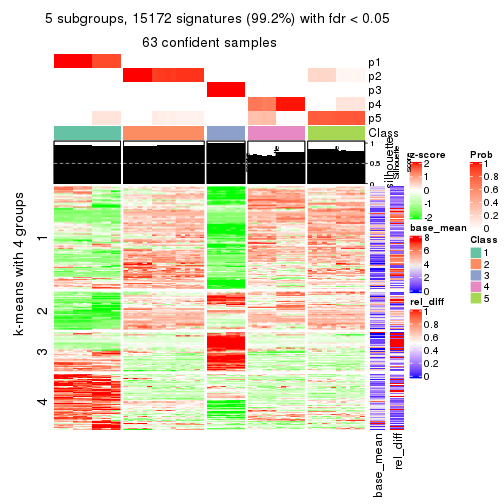 5 subgroups, 15172 signatures (99.2%) with fdr < 0.05
63 confident samples
p1
p2
p3
p4
p5
Class
1
0.5
0
silhouette
Silhouette
k-means with 4 groups
1
2
3
4
base_mean
rel_diff
z-score
2
1
0
-1
-2
base_mean
8
6
4
2
0
rel_diff
1
0.8
0.6
0.4
0.2
0
Prob
1
0.8
0.6
0.4
0.2
0
Class
1
2
3
4
5